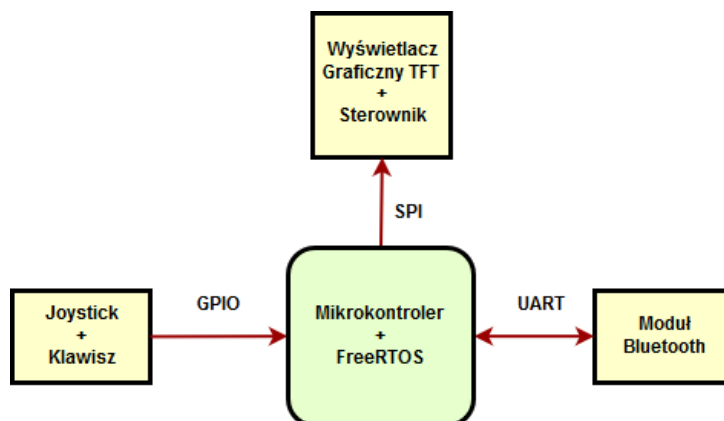 Wyświetlacz
Graficzny TFT
+
Sterownik
SPI
Joystick
+
Klawisz
GPIO
Mikrokontroler
+
FreeRTOS
UART
Moduł
Bluetooth